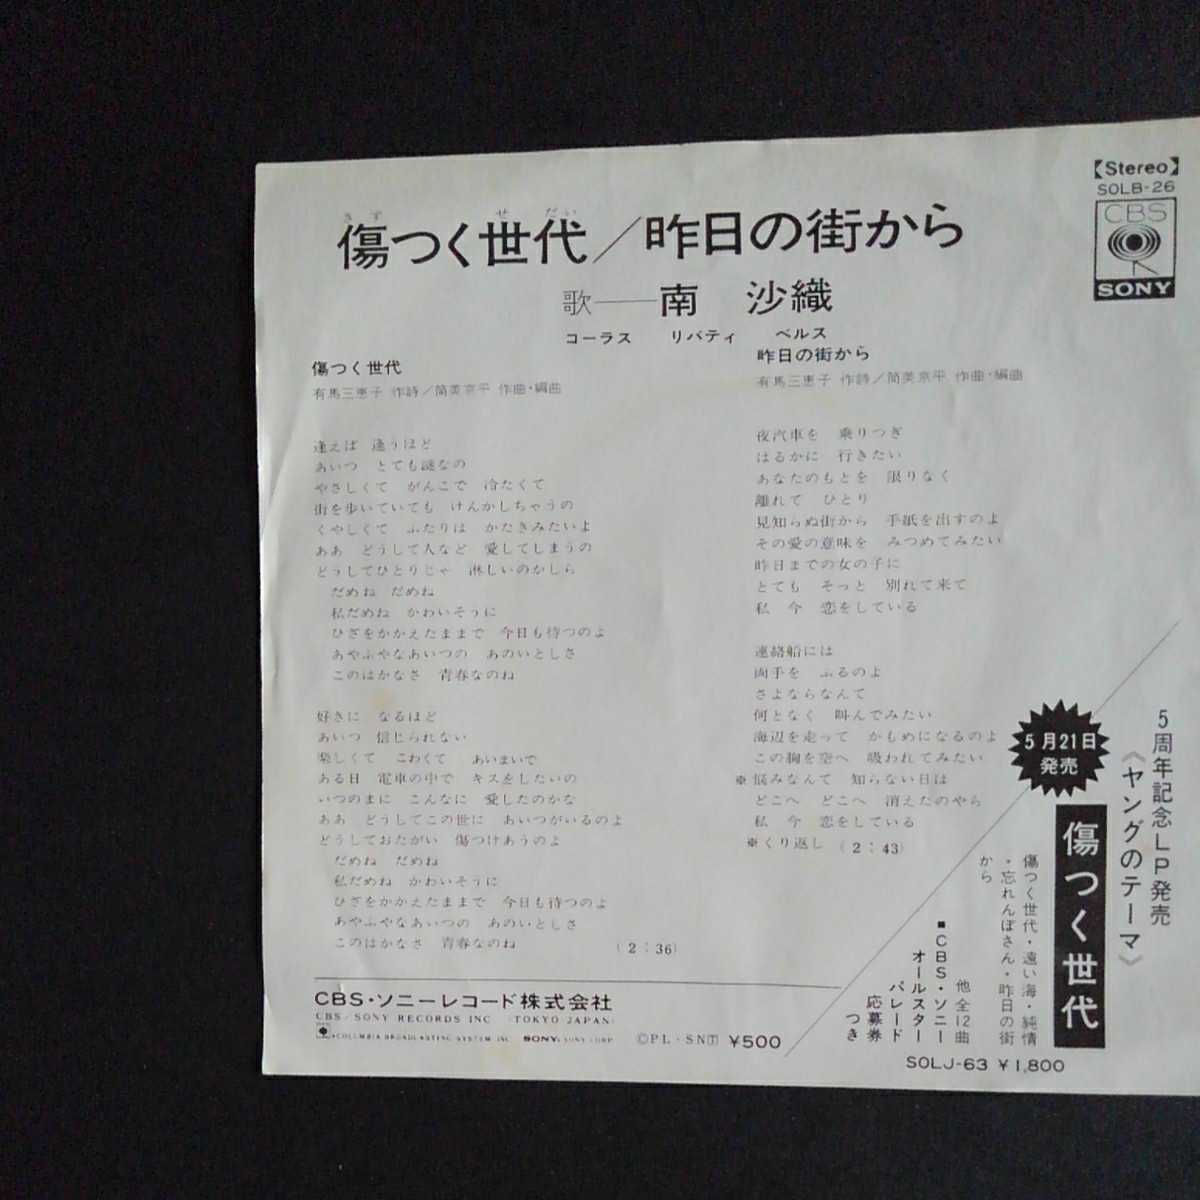 【Stereo】
SOLB-26
CBS
SONY
きず せだい
傷つく世代／昨日の街から
歌──南 沙織
コーラス リバティ ベルス
傷つく世代
有馬三恵子 作詩／筒美京平 作曲・編曲
逢えば 逢うほど
あいつ とても謎なの
やさしくて がんこで 冷たくて
街を歩いていても けんかしちゃうの
くやしくて ふたりは かたきみたいよ
ああ どうして人など 愛してしまうの
どうしてひとりじゃ 淋しいのかしら
だめね だめね
私だめね かわいそうに
ひざをかかえたままで 今日も待つのよ
あやふやなあいつの あのいとしさ
このはかなさ 青春なのね
好きに なるほど
あいつ 信じられない
楽しくて こわくて あいまいで
ある日 電車の中で キスをしたいの
いつのまに こんなに 愛したのかな
ああ どうしてこの世に あいつがいるのよ
どうしておたがい 傷つけあうのよ
だめね だめね
私だめね かわいそうに
ひざをかかえたままで 今日も待つのよ
あやふやなあいつの あのいとしさ
このはかなさ 青春なのね （2：36）
昨日の街から
有馬三恵子 作詩／筒美京平 作曲・編曲
夜汽車を 乗りつぎ
はるかに 行きたい
あなたのもとを 限りなく
離れて ひとり
見知らぬ街から 手紙を出すのよ
その愛の意味を みつめてみたい
昨日までの女の子に
とても そっと 別れて来て
私 今 恋をしている
連絡船には
両手を ふるのよ
さよならなんて
何となく 叫んでみたい
海辺を走って かもめになるのよ
この胸を空へ 吸われてみたい
※悩みなんて 知らない日は
どこへ どこへ 消えたのやら
私 今 恋をしている
※くり返し （2：43）
5周年記念LP発売
《ヤングのテーマ》
5月21日
発売
傷つく世代
傷つく世代・遠い海・純情
・忘れんぼさん・昨日の街
から
他全12曲
■CBS・ソニー
オールスター
パレード
応募券
つき
SOLJ-63 ¥1,800
CBS・ソニーレコード株式会社
CBS/SONY RECORDS INC (TOKYO JAPAN)
COLUMBIA BROADCASTING SYSTEM INC SONY: SONY CORP
ⒸPL・SN🅃 ¥500